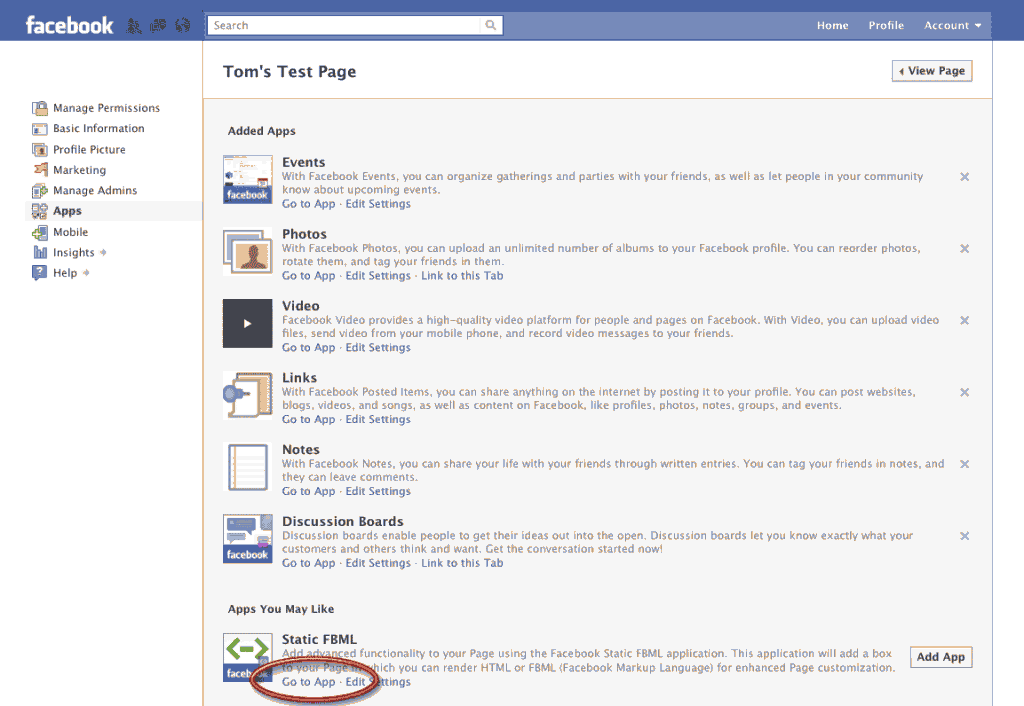 facebook
Search
Home Profile Account
Tom's Test Page
View Page
Manage Permissions
Basic Information
Profile Picture
Marketing
Manage Admins
Apps
Mobile
Insights
Help
Added Apps
Events
With Facebook Events, you can organize gatherings and parties with your friends, as well as let people in your community
know about upcoming events.
facebook
Go to App · Edit Settings
Photos
With Facebook Photos, you can upload an unlimited number of albums to your Facebook profile. You can reorder photos,
rotate them, and tag your friends in them.
Go to App · Edit Settings · Link to this Tab
Video
Facebook Video provides a high-quality video platform for people and pages on Facebook. With Video, you can upload video
files, send video from your mobile phone, and record video messages to your friends.
Go to App · Edit Settings
Links
With Facebook Posted Items, you can share anything on the internet by posting it to your profile. You can post websites,
blogs, videos, and songs, as well as content on Facebook, like profiles, photos, notes, groups, and events.
Go to App · Edit Settings
Notes
With Facebook Notes, you can share your life with your friends through written entries. You can tag your friends in notes, and
they can leave comments.
Go to App · Edit Settings
Discussion Boards
Discussion boards enable people to get their ideas out into the open. Discussion boards let you know exactly what your
customers and others think and want. Get the conversation started now!
facebook
Go to App · Edit Settings · Link to this Tab
Apps You May Like
Static FBML
Add advanced functionality to your Page using the Facebook Static FBML application. This application will add a box
to your Page in which you can render HTML or FBML (Facebook Markup Language) for enhanced Page customization.
Add App
facebook
Go to App · Edit Settings